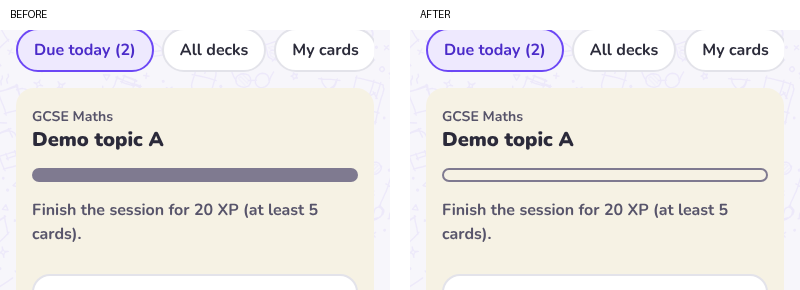 BEFORE
AFTER
Due today (2) All decks My cards
GCSE Maths
Demo topic A
Finish the session for 20 XP (at least 5
cards).
Due today (2) All decks My cards
GCSE Maths
Demo topic A
Finish the session for 20 XP (at least 5
cards).